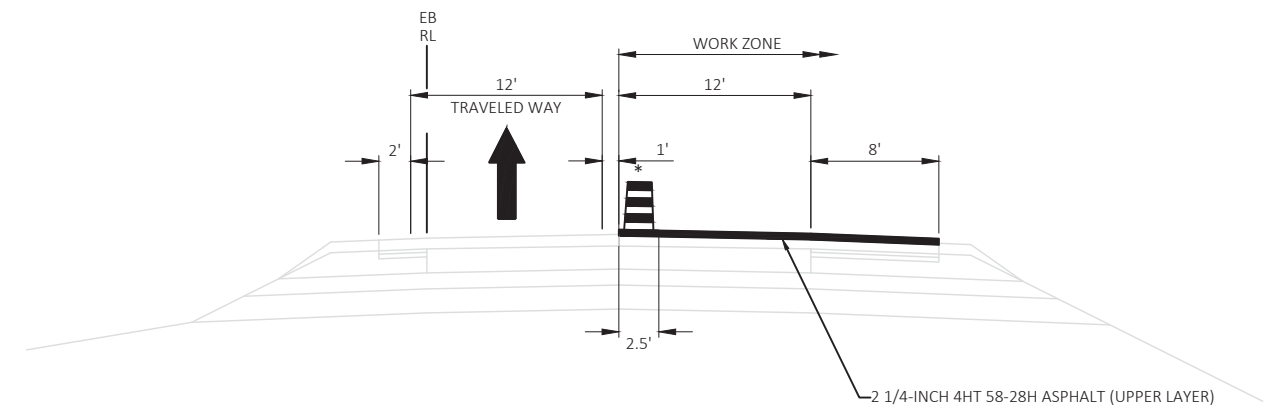 EB
RL
WORK ZONE
12'
12'
TRAVELED WAY
2'
1'
8'
*
2.5'
2 1/4-INCH 4HT 58-28H ASPHALT (UPPER LAYER)